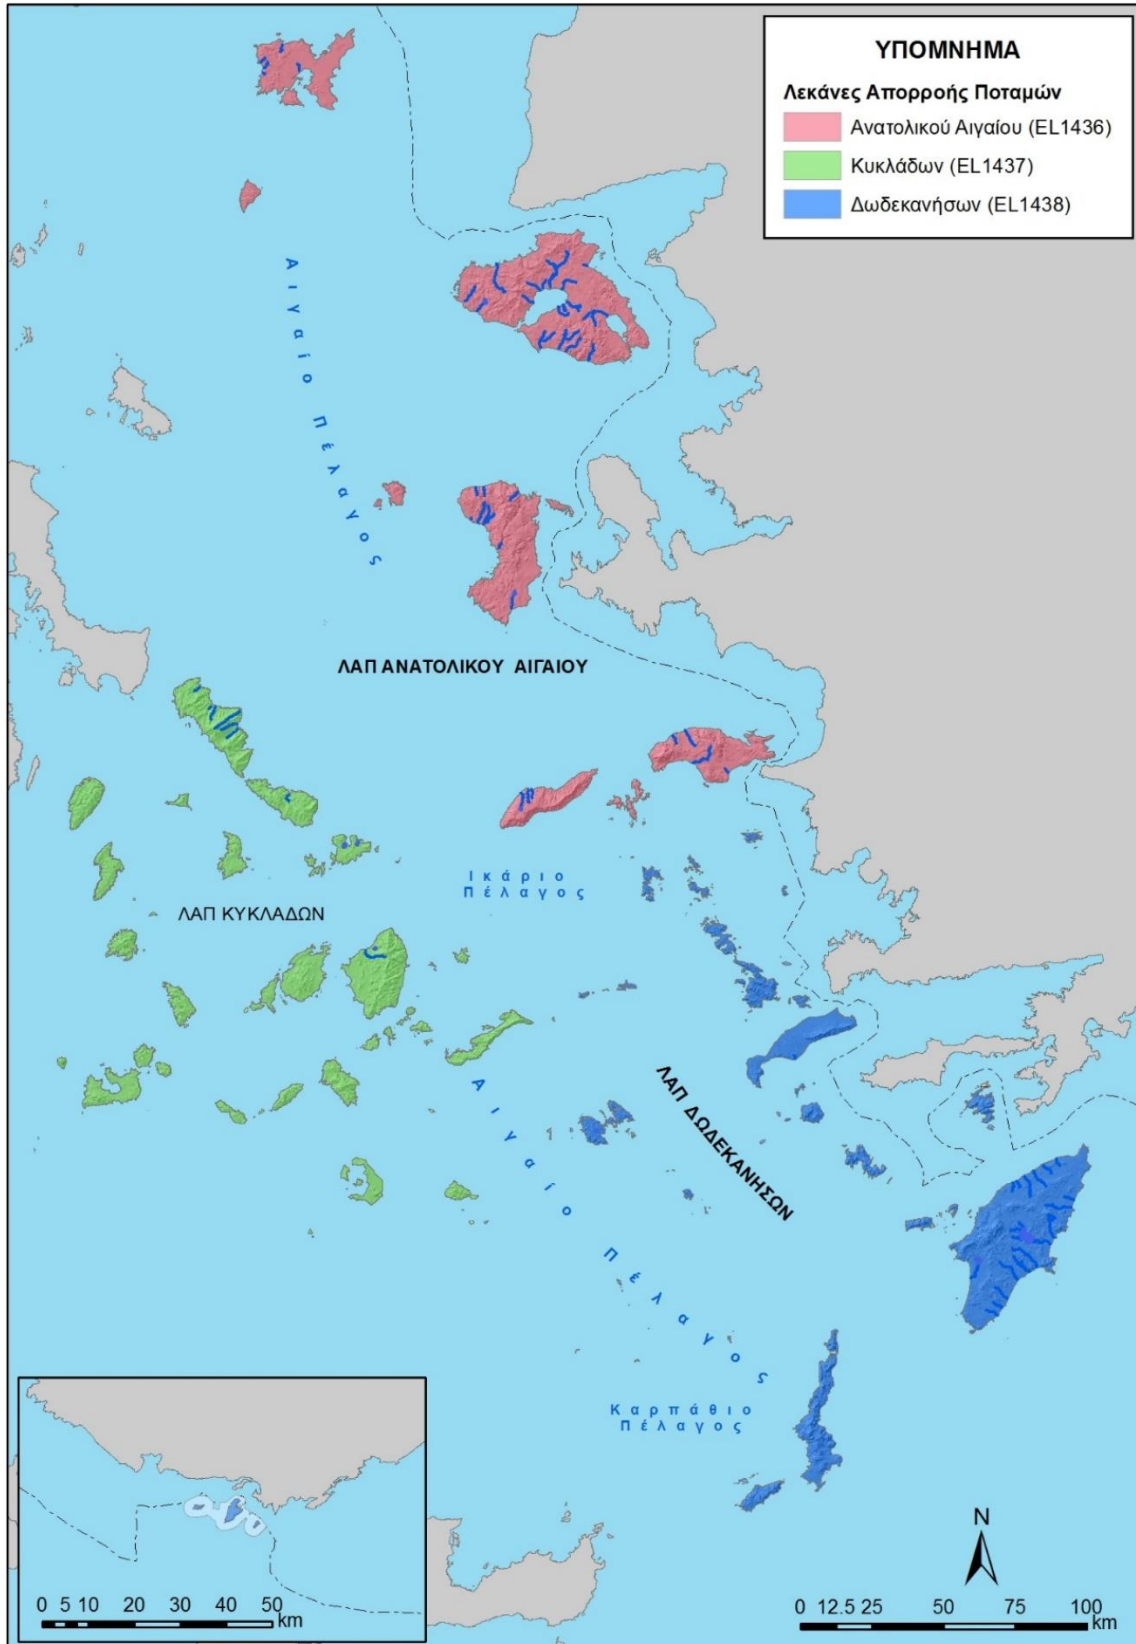 ΥΠΟΜΝΗΜΑ
Λεκάνες Απορροής Ποταμών
Ανατολικού Αιγαίου (EL1436)
Κυκλάδων (EL1437)
Δωδεκανήσων (EL1438)
Αιγαίο Πέλαγος
ΛΑΠ ΑΝΑΤΟΛΙΚΟΥ ΑΙΓΑΙΟΥ
Ικάριο
Πέλαγος
ΛΑΠ ΚΥΚΛΑΔΩΝ
ΛΑΠ ΔΩΔΕΚΑΝΗΣΩΝ
Αιγαίο Πέλαγος
Καρπάθιο
Πέλαγος
N
0 5 10 20 30 40 50
km
0 12.5 25 50 75 100
km